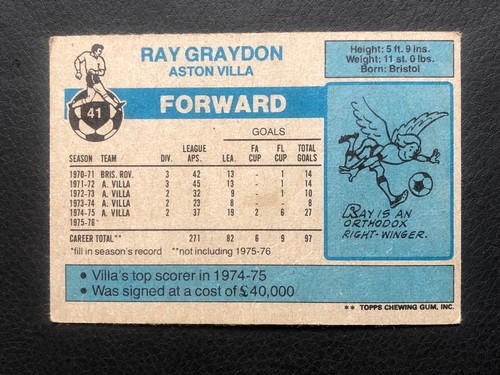 RAY GRAYDON
ASTON VILLA
Height: 5 ft. 9 ins.
Weight: 11 st. 0 lbs.
Born: Bristol
41
FORWARD
GOALS
LEAGUE FA FL TOTAL
SEASON TEAM DIV. APS. LEA. CUP CUP GOALS
1970-71 BRIS. ROV. 3 42 13 - 1 14
1971-72 A. VILLA 3 45 13 - 1 14
1972-73 A. VILLA 2 32 9 - 1 10
1973-74 A. VILLA 2 23 8 - - 8
1974-75 A. VILLA 2 37 19 2 6 27
1975-76*
CAREER TOTAL** 271 82 6 9 97
*fill in season's record **not including 1975-76
RAY IS AN
ORTHODOX
RIGHT-WINGER.
• Villa's top scorer in 1974-75
• Was signed at a cost of £40,000
** TOPPS CHEWING GUM, INC.